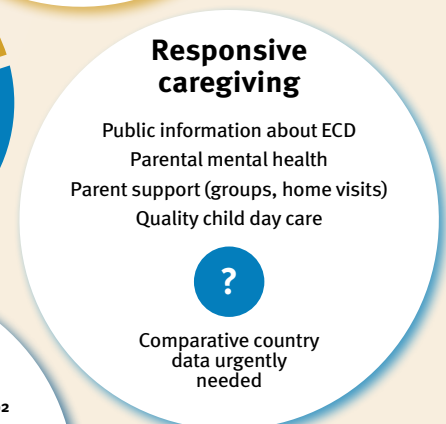 Responsive
caregiving
Public information about ECD
Parental mental health
Parent support (groups, home visits)
Quality child day care
?
Comparative country
data urgently
needed